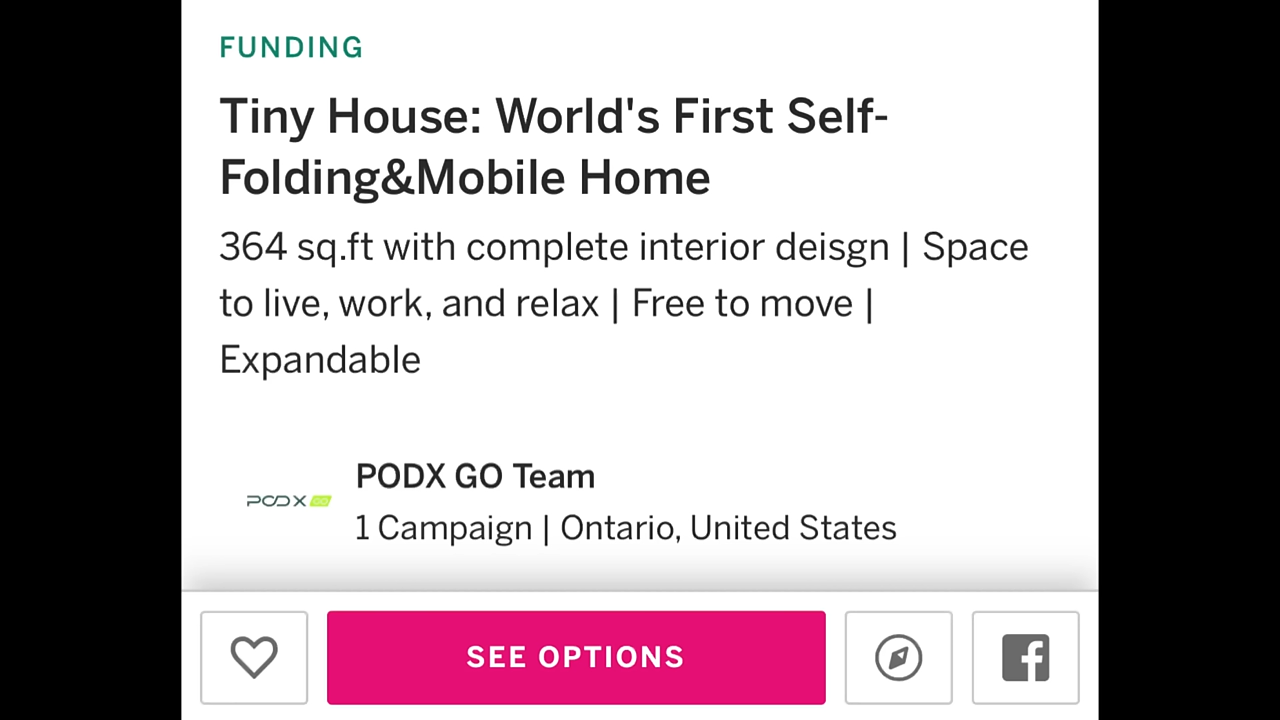 FUNDING
Tiny House: World's First Self-
Folding&Mobile Home
364 sq.ft with complete interior deisgn | Space
to live, work, and relax | Free to move |
Expandable
PODX GO Team
PODX GO
1 Campaign | Ontario, United States
SEE OPTIONS